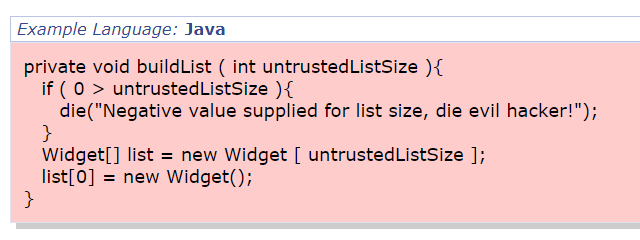 Example Language: Java
private void buildList ( int untrustedListSize ){
if ( 0 > untrustedListSize ){
die("Negative value supplied for list size, die evil hacker!");
}
Widget[] list = new Widget [ untrustedListSize ];
list[0] = new Widget();
}